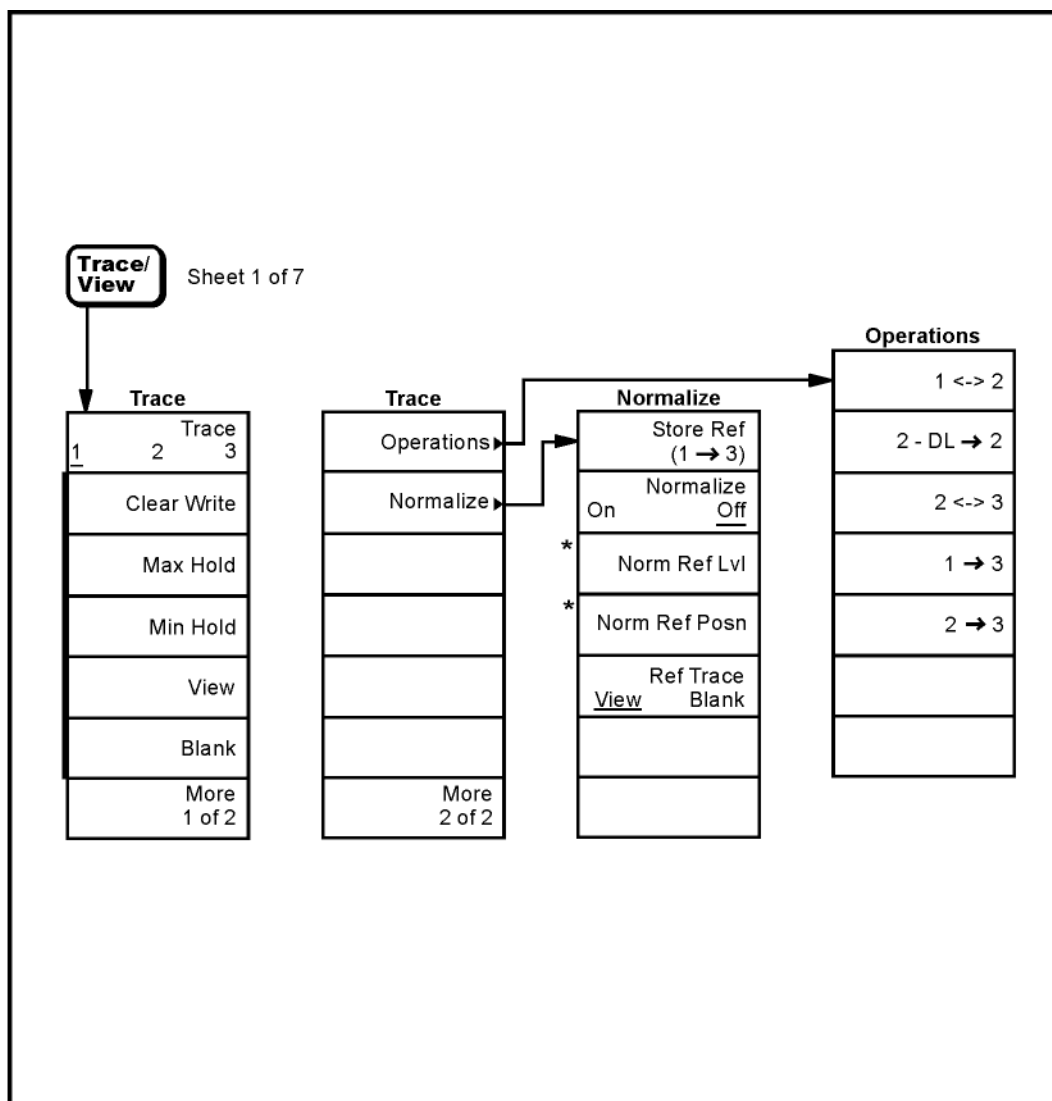 Trace/
View
Sheet 1 of 7
Trace
Trace
1 2 3
Clear Write
Max Hold
Min Hold
View
Blank
More
1 of 2
Trace
Operations
Normalize
More
2 of 2
Normalize
Store Ref
(1 → 3)
Normalize
On Off
* Norm Ref Lvl
* Norm Ref Posn
Ref Trace
View Blank
Operations
1 <-> 2
2 - DL → 2
2 <-> 3
1 → 3
2 → 3